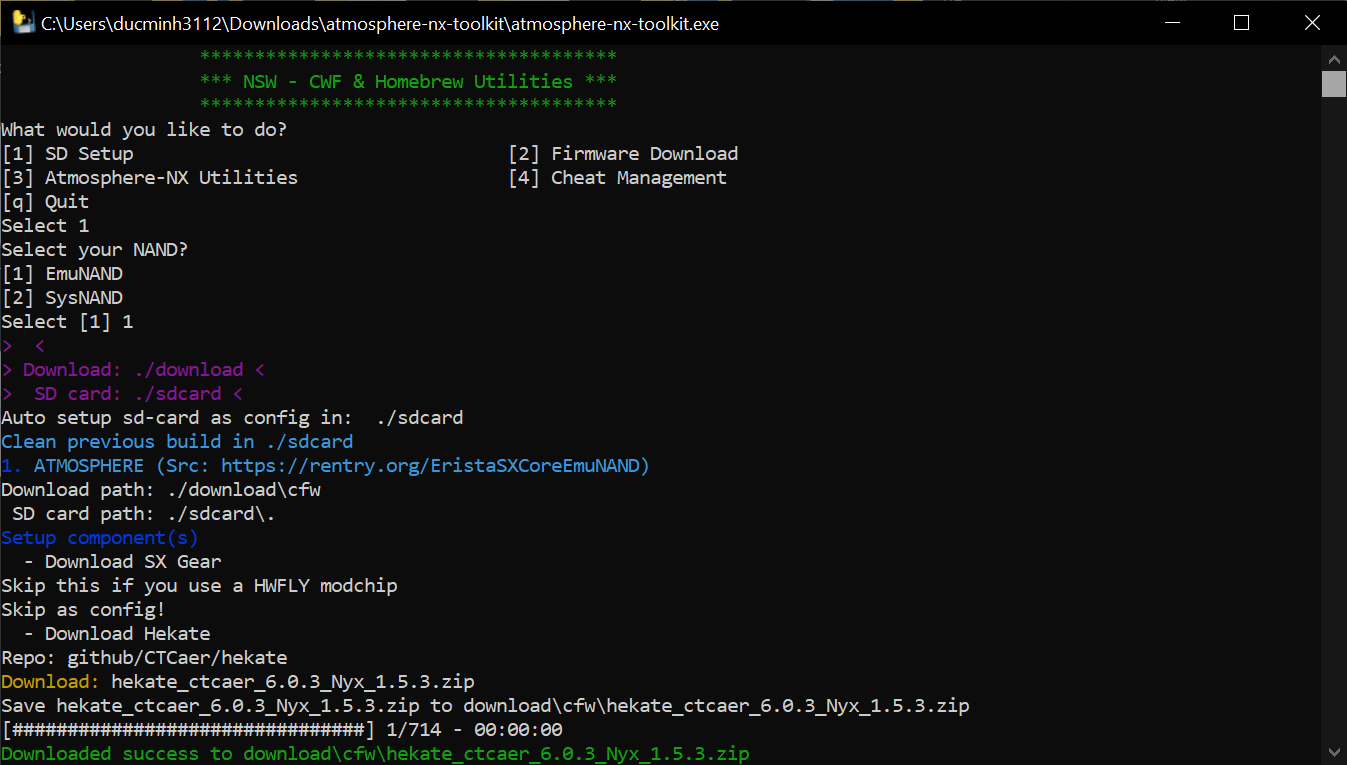 C:\Users\ducminh3112\Downloads\atmosphere-nx-toolkit\atmosphere-nx-toolkit.exe
**************************************
*** NSW - CWF & Homebrew Utilities ***
**************************************
What would you like to do?
[1] SD Setup [2] Firmware Download
[3] Atmosphere-NX Utilities [4] Cheat Management
[q] Quit
Select 1
Select your NAND?
[1] EmuNAND
[2] SysNAND
Select [1] 1
>  <
> Download: ./download <
>  SD card: ./sdcard <
Auto setup sd-card as config in:  ./sdcard
Clean previous build in ./sdcard
1. ATMOSPHERE (Src: https://rentry.org/EristaSXCoreEmuNAND)
Download path: ./download\cfw
SD card path: ./sdcard\.
Setup component(s)
- Download SX Gear
Skip this if you use a HWFLY modchip
Skip as config!
- Download Hekate
Repo: github/CTCaer/hekate
Download: hekate_ctcaer_6.0.3_Nyx_1.5.3.zip
Save hekate_ctcaer_6.0.3_Nyx_1.5.3.zip to download\cfw\hekate_ctcaer_6.0.3_Nyx_1.5.3.zip
[################################] 1/714 - 00:00:00
Downloaded success to download\cfw\hekate_ctcaer_6.0.3_Nyx_1.5.3.zip